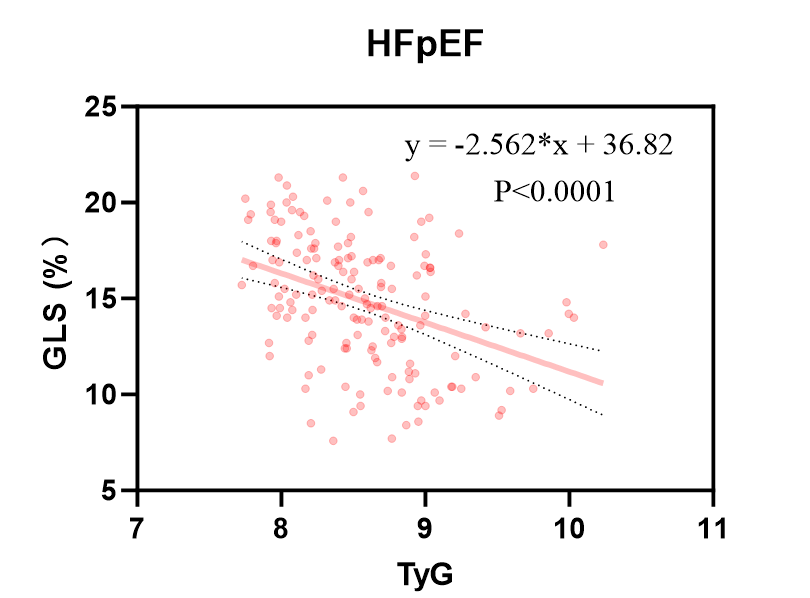 HFpEF
y = -2.562*x + 36.82
P<0.0001
25
20
15
10
5
GLS (%)
7 8 9 10 11
TyG